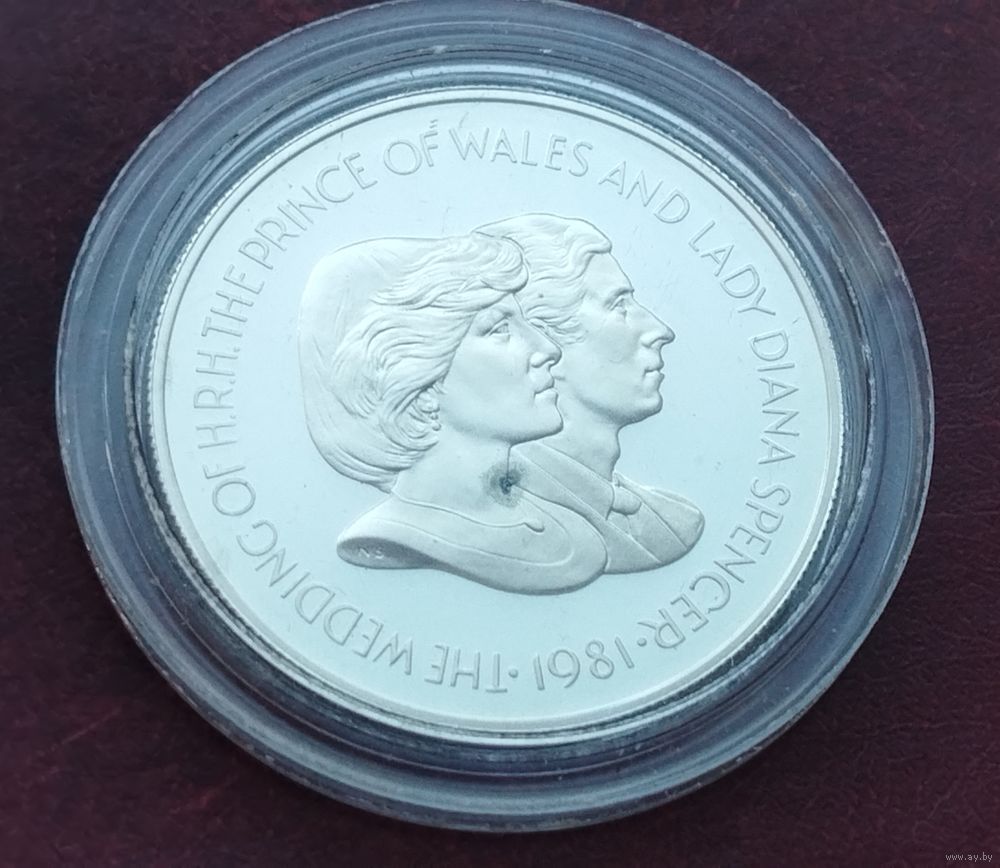 THE WEDDING OF H.R.H. THE PRINCE OF WALES AND LADY DIANA SPENCER · 1981 ·
NS
www.ay.by